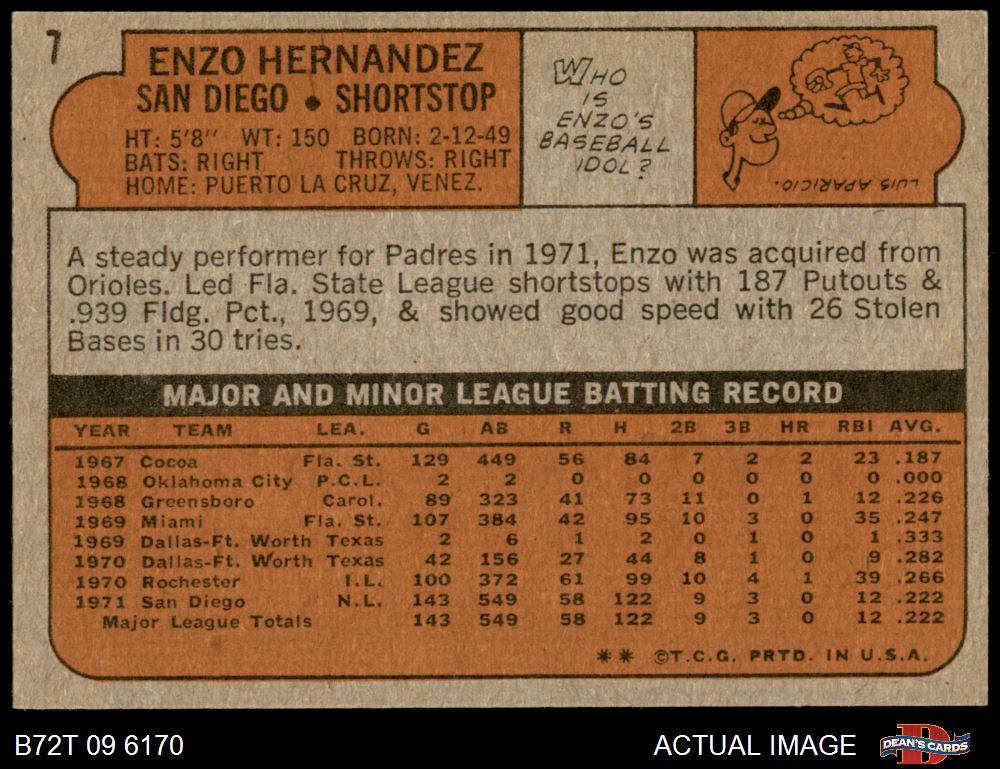 7
ENZO HERNANDEZ
SAN DIEGO • SHORTSTOP
HT: 5'8" WT: 150 BORN: 2-12-49
BATS: RIGHT THROWS: RIGHT
HOME: PUERTO LA CRUZ, VENEZ.
WHO
IS
ENZO'S
BASEBALL
IDOL?
LUIS APARICIO.
A steady performer for Padres in 1971, Enzo was acquired from
Orioles. Led Fla. State League shortstops with 187 Putouts &
.939 Fldg. Pct., 1969, & showed good speed with 26 Stolen
Bases in 30 tries.
MAJOR AND MINOR LEAGUE BATTING RECORD
YEAR TEAM LEA. G AB R H 2B 3B HR RBI AVG.
1967 Cocoa Fla. St. 129 449 56 84 7 2 2 23 .187
1968 Oklahoma City P.C.L. 2 2 0 0 0 0 0 0 .000
1968 Greensboro Carol. 89 323 41 73 11 0 1 12 .226
1969 Miami Fla. St. 107 384 42 95 10 3 0 35 .247
1969 Dallas-Ft. Worth Texas 2 6 1 2 0 1 0 1 .333
1970 Dallas-Ft. Worth Texas 42 156 27 44 8 1 0 9 .282
1970 Rochester I.L. 100 372 61 99 10 4 1 39 .266
1971 San Diego N.L. 143 549 58 122 9 3 0 12 .222
Major League Totals 143 549 58 122 9 3 0 12 .222
** ©T.C.G. PRTD. IN U.S.A.
B72T 09 6170
ACTUAL IMAGE
DEAN'S CARDS